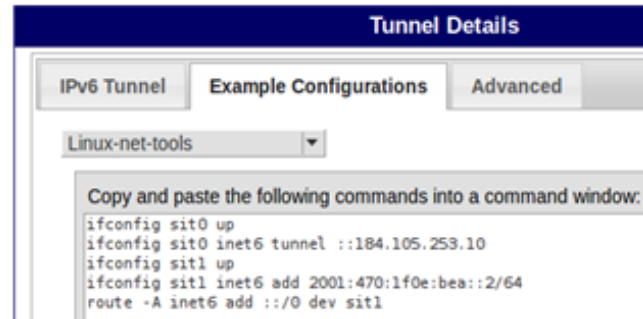 Tunnel Details
IPv6 Tunnel Example Configurations Advanced
Linux-net-tools
Copy and paste the following commands into a command window:
ifconfig sit0 up
ifconfig sit0 inet6 tunnel ::184.105.253.10
ifconfig sit1 up
ifconfig sit1 inet6 add 2001:470:1f0e:bea::2/64
route -A inet6 add ::/0 dev sit1